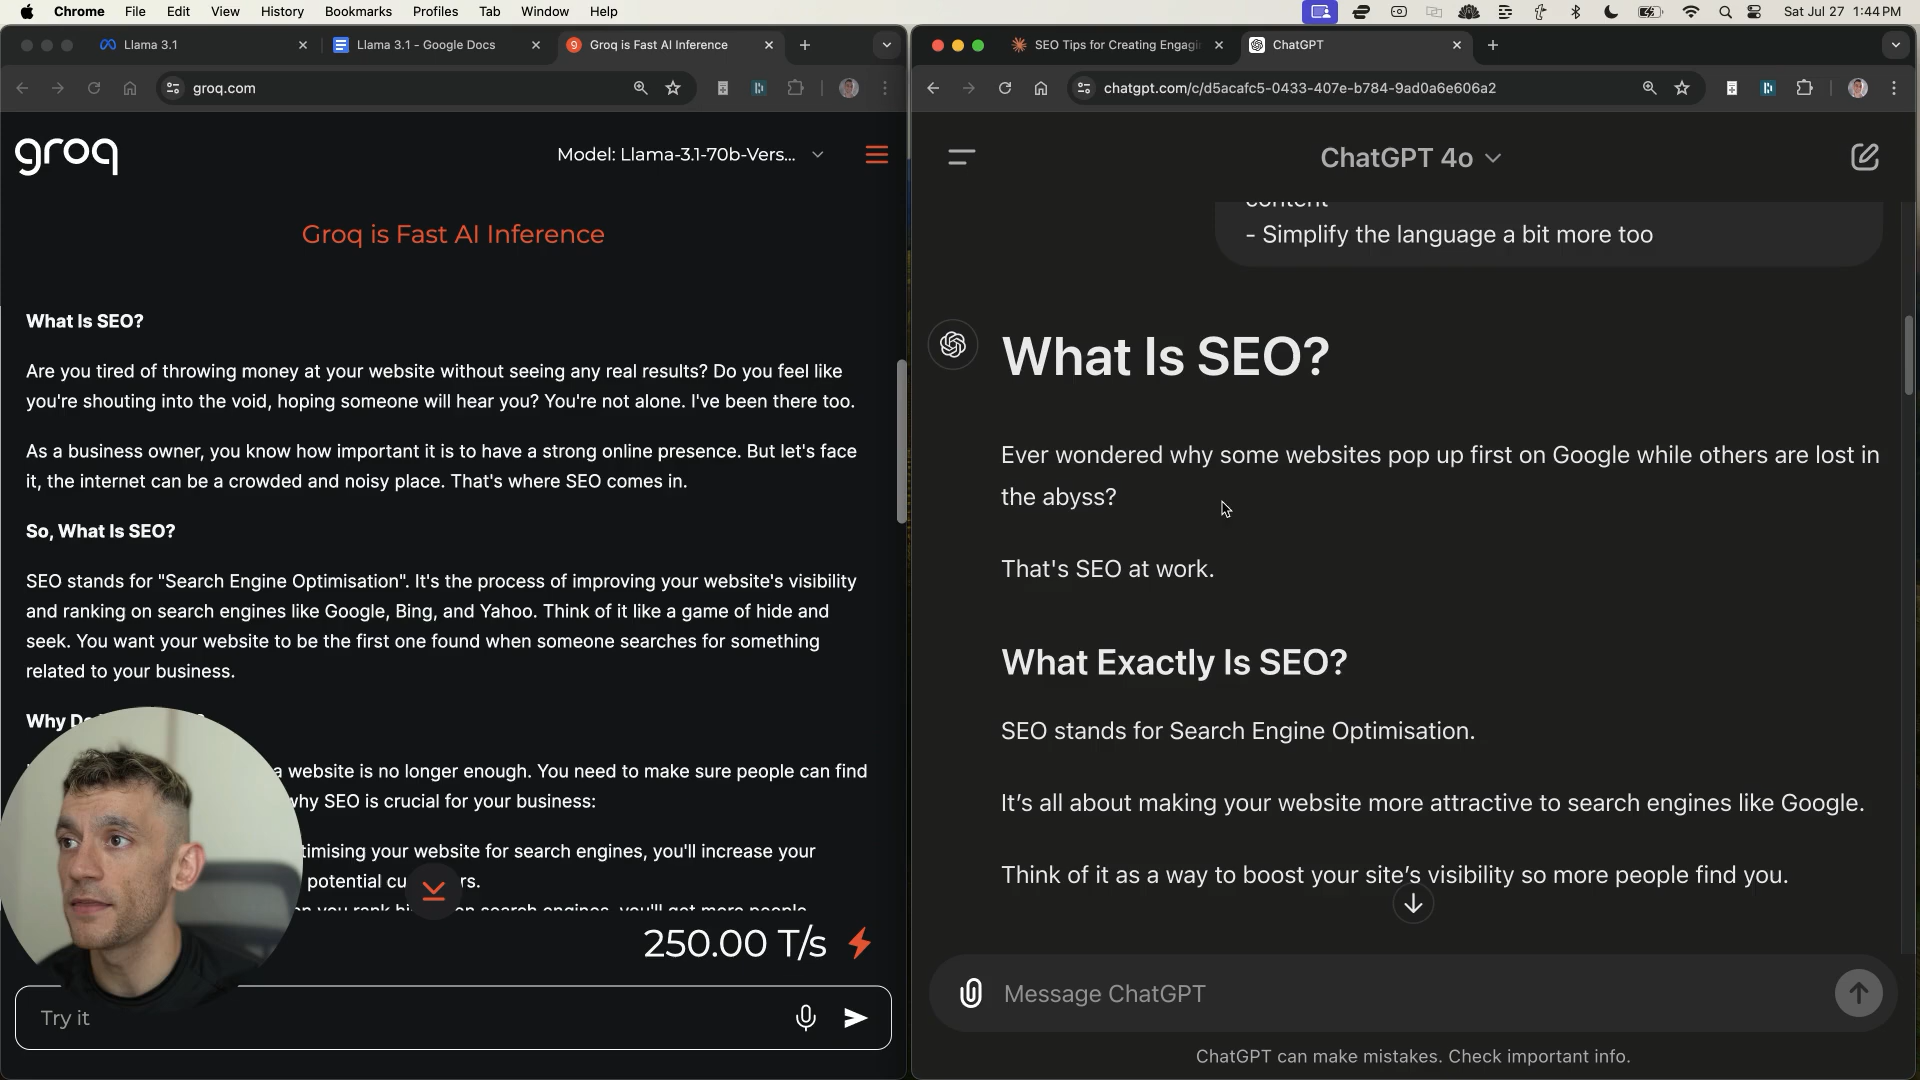 Chrome File Edit View History Bookmarks Profiles Tab Window Help
Sat Jul 27 1:44 PM
Llama 3.1
Llama 3.1 - Google Docs
Groq is Fast AI Inference
groq.com
groq
Model: Llama-3.1-70b-Vers...
Groq is Fast AI Inference
What Is SEO?
Are you tired of throwing money at your website without seeing any real results? Do you feel like
you're shouting into the void, hoping someone will hear you? You're not alone. I've been there too.
As a business owner, you know how important it is to have a strong online presence. But let's face
it, the internet can be a crowded and noisy place. That's where SEO comes in.
So, What Is SEO?
SEO stands for "Search Engine Optimisation". It's the process of improving your website's visibility
and ranking on search engines like Google, Bing, and Yahoo. Think of it like a game of hide and
seek. You want your website to be the first one found when someone searches for something
related to your business.
Why
a website is no longer enough. You need to make sure people can find
why SEO is crucial for your business:
timising your website for search engines, you'll increase your
potential cu rs.
you rank on search engines, you'll get more people
250.00 T/s
Try it
SEO Tips for Creating Engagi
ChatGPT
chatgpt.com/c/d5acafc5-0433-407e-b784-9ad0a6e606a2
ChatGPT 4o
content
- Simplify the language a bit more too
What Is SEO?
Ever wondered why some websites pop up first on Google while others are lost in
the abyss?
That's SEO at work.
What Exactly Is SEO?
SEO stands for Search Engine Optimisation.
It's all about making your website more attractive to search engines like Google.
Think of it as a way to boost your site's visibility so more people find you.
Message ChatGPT
ChatGPT can make mistakes. Check important info.